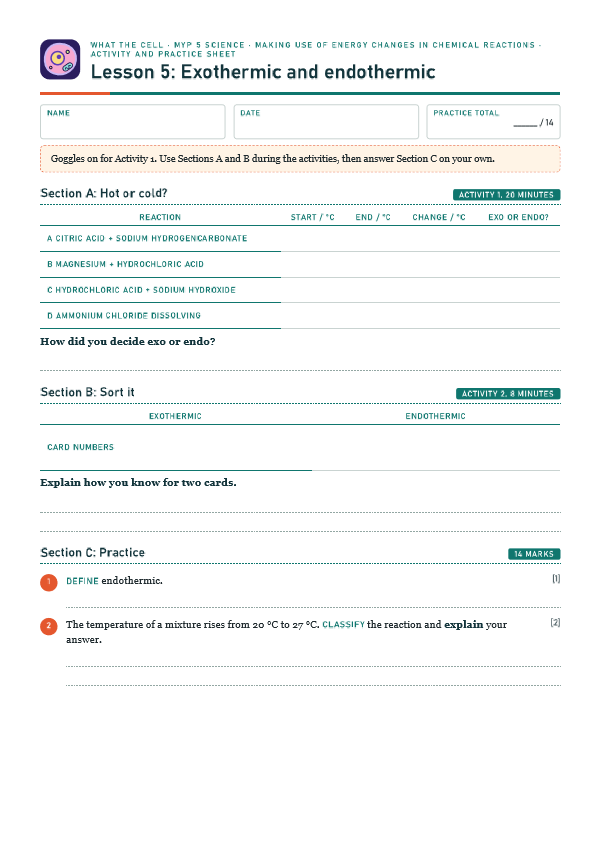 WHAT THE CELL · MYP 5 SCIENCE · MAKING USE OF ENERGY CHANGES IN CHEMICAL REACTIONS ·
ACTIVITY AND PRACTICE SHEET
Lesson 5: Exothermic and endothermic
NAME
DATE
PRACTICE TOTAL
_____ / 14
Goggles on for Activity 1. Use Sections A and B during the activities, then answer Section C on your own.
Section A: Hot or cold?
ACTIVITY 1, 20 MINUTES
REACTION START / °C END / °C CHANGE / °C EXO OR ENDO?
A CITRIC ACID + SODIUM HYDROGENCARBONATE
B MAGNESIUM + HYDROCHLORIC ACID
C HYDROCHLORIC ACID + SODIUM HYDROXIDE
D AMMONIUM CHLORIDE DISSOLVING
How did you decide exo or endo?
Section B: Sort it
ACTIVITY 2, 8 MINUTES
EXOTHERMIC ENDOTHERMIC
CARD NUMBERS
Explain how you know for two cards.
Section C: Practice
14 MARKS
1 DEFINE endothermic. [1]
2 The temperature of a mixture rises from 20 °C to 27 °C. CLASSIFY the reaction and explain your [2]
answer.